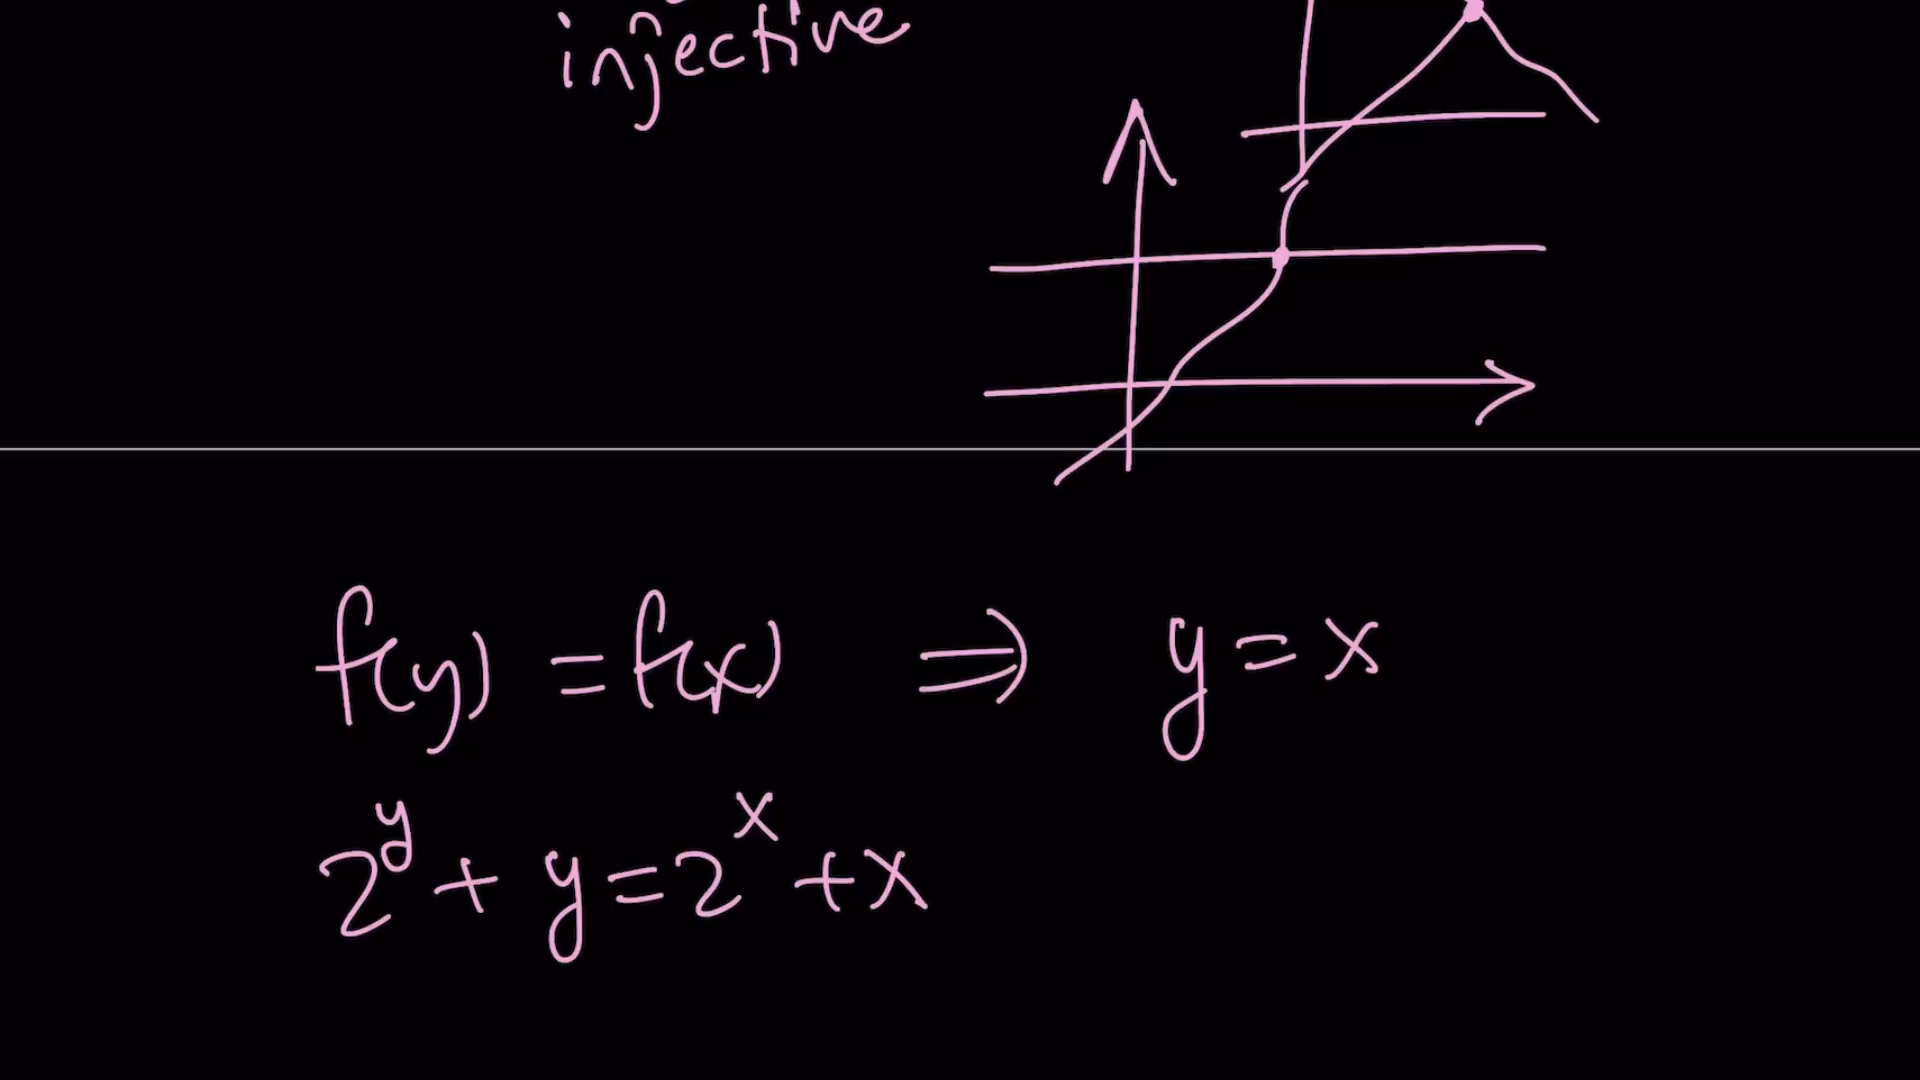 injective
f(y) = f(x) ⇒ y = x
2^y + y = 2^x + x